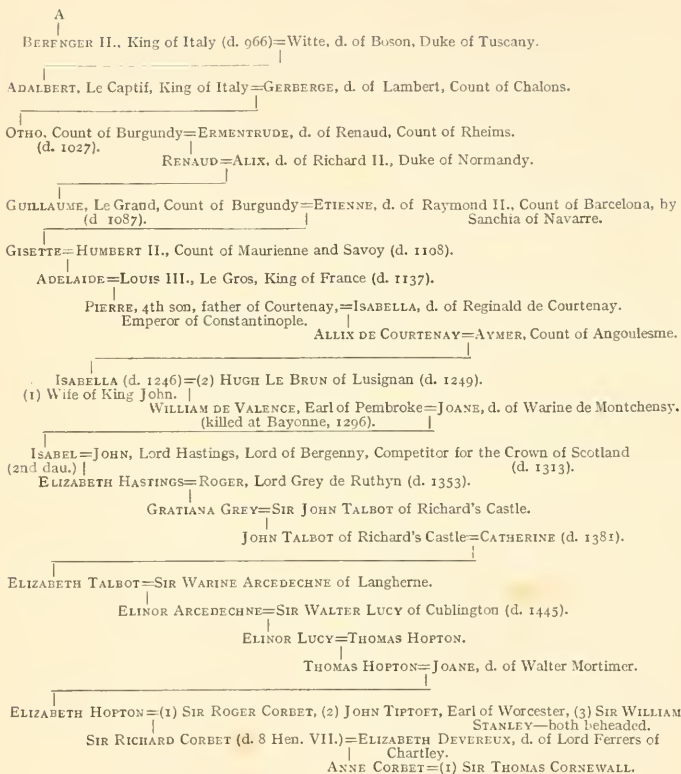 A
BERENGER II., King of Italy (d. 966)=Witte, d. of Boson, Duke of Tuscany.
ADALBERT, Le Captif, King of Italy=GERBERGE, d. of Lambert, Count of Chalons.
OTHO, Count of Burgundy=ERMENTRUDE, d. of Renaud, Count of Rheims.
(d. 1027).
RENAUD=ALIX, d. of Richard II., Duke of Normandy.
GUILLAUME, Le Grand, Count of Burgundy=ETIENNE, d. of Raymond II., Count of Barcelona, by
(d 1087). Sanchia of Navarre.
GISETTE=HUMBERT II., Count of Maurienne and Savoy (d. 1108).
ADELAIDE=LOUIS III., Le Gros, King of France (d. 1137).
PIERRE, 4th son, father of Courtenay,=ISABELLA, d. of Reginald de Courtenay.
Emperor of Constantinople.
ALLIX DE COURTENAY=AYMER, Count of Angoulesme.
ISABELLA (d. 1246)=(2) HUGH LE BRUN of Lusignan (d. 1249).
(1) Wife of King John.
WILLIAM DE VALENCE, Earl of Pembroke=JOANE, d. of Warine de Montchensy.
(killed at Bayonne, 1296).
ISABEL=JOHN, Lord Hastings, Lord of Bergenny, Competitor for the Crown of Scotland
(2nd dau.) (d. 1313).
ELIZABETH HASTINGS=ROGER, Lord Grey de Ruthyn (d. 1353).
GRATIANA GREY=SIR JOHN TALBOT of Richard's Castle.
JOHN TALBOT of Richard's Castle=CATHERINE (d. 1381).
ELIZABETH TALBOT=SIR WARINE ARCEDECHNE of Langherne.
ELINOR ARCEDECHNE=SIR WALTER LUCY of Cublington (d. 1445).
ELINOR LUCY=THOMAS HOPTON.
THOMAS HOPTON=JOANE, d. of Walter Mortimer.
ELIZABETH HOPTON=(1) SIR ROGER CORBET, (2) JOHN TIPTOFT, Earl of Worcester, (3) SIR WILLIAM
STANLEY—both beheaded.
SIR RICHARD CORBET (d. 8 Hen. VII.)=ELIZABETH DEVEREUX, d. of Lord Ferrers of
Chartley.
ANNE CORBET=(1) SIR THOMAS CORNEWALL.